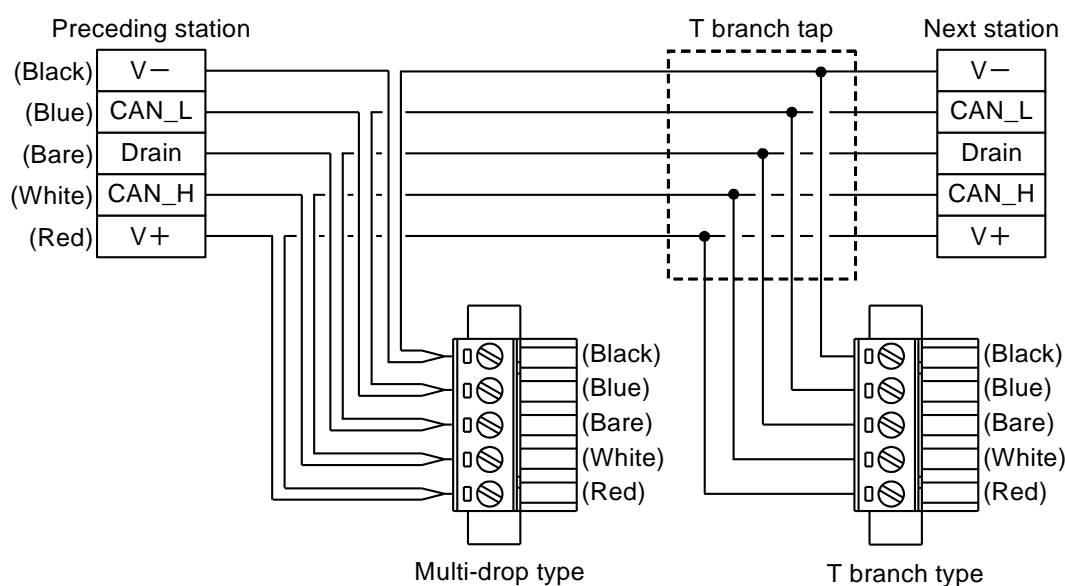 Preceding station T branch tap Next station
(Black) V− V−
(Blue) CAN_L CAN_L
(Bare) Drain Drain
(White) CAN_H CAN_H
(Red) V+ V+
(Black) (Black)
(Blue) (Blue)
(Bare) (Bare)
(White) (White)
(Red) (Red)
Multi-drop type T branch type